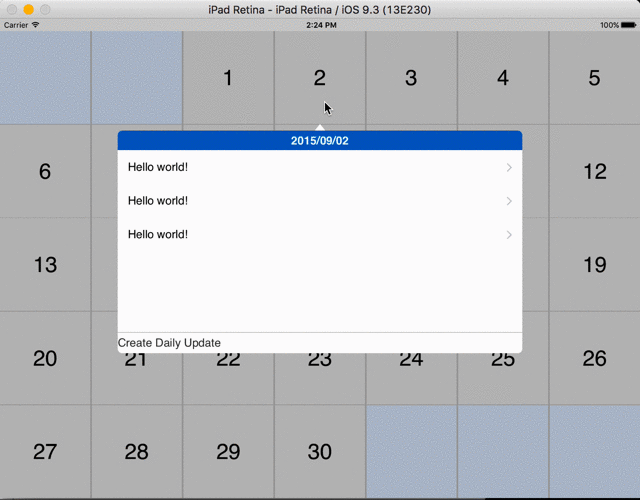 iPad Retina - iPad Retina / iOS 9.3 (13E230)
Carrier 2:24 PM 100%
1 2 3 4 5
2015/09/02
6 Hello world! 12
Hello world!
Hello world!
13 19
Create Daily Update
20 21 22 23 24 25 26
27 28 29 30